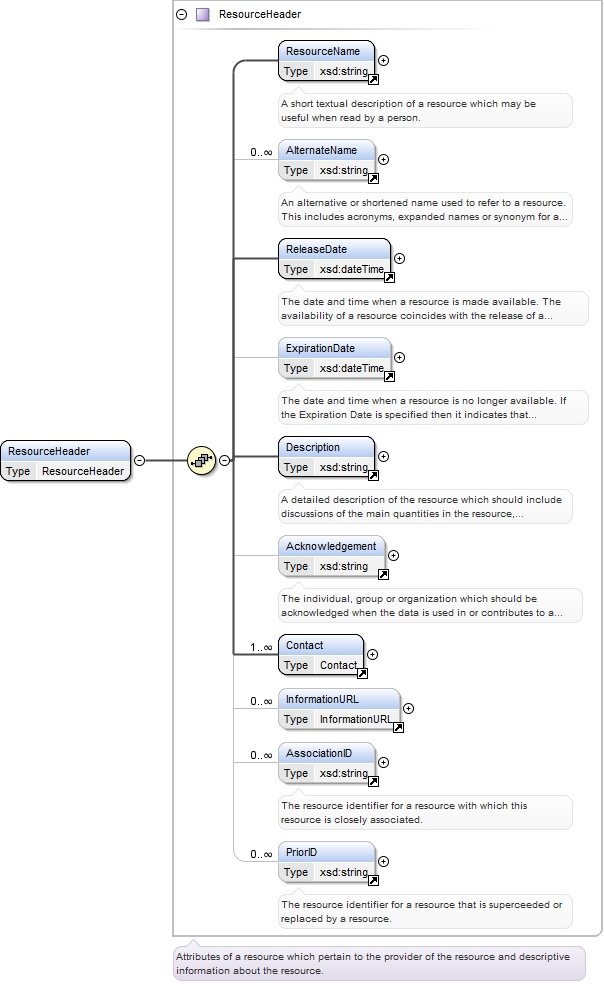 ResourceHeader
ResourceName
Type xsd:string
A short textual description of a resource which may be
useful when read by a person.
0..∞
AlternateName
Type xsd:string
An alternative or shortened name used to refer to a resource.
This includes acronyms, expanded names or synonym for a...
ReleaseDate
Type xsd:dateTime
The date and time when a resource is made available. The
availability of a resource coincides with the release of a...
ExpirationDate
Type xsd:dateTime
The date and time when a resource is no longer available. If
the Expiration Date is specified then it indicates that...
ResourceHeader
Type ResourceHeader
Description
Type xsd:string
A detailed description of the resource which should include
discussions of the main quantities in the resource,...
Acknowledgement
Type xsd:string
The individual, group or organization which should be
acknowledged when the data is used in or contributes to a...
1..∞
Contact
Type Contact
0..∞
InformationURL
Type InformationURL
0..∞
AssociationID
Type xsd:string
The resource identifier for a resource with which this
resource is closely associated.
0..∞
PriorID
Type xsd:string
The resource identifier for a resource that is superceeded or
replaced by a resource.
Attributes of a resource which pertain to the provider of the resource and descriptive
information about the resource.